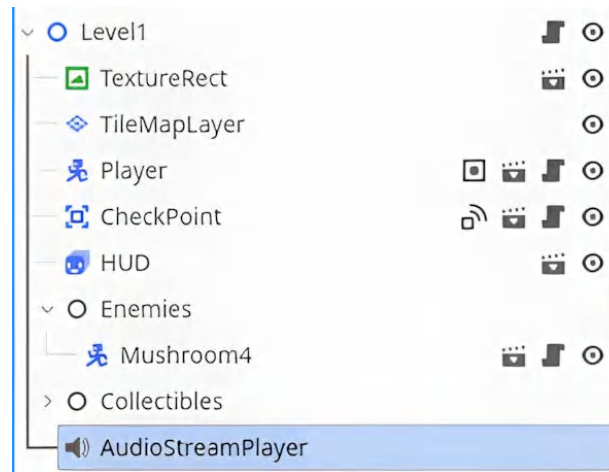 Level1
TextureRect
TileMapLayer
Player
CheckPoint
HUD
Enemies
Mushroom4
Collectibles
AudioStreamPlayer